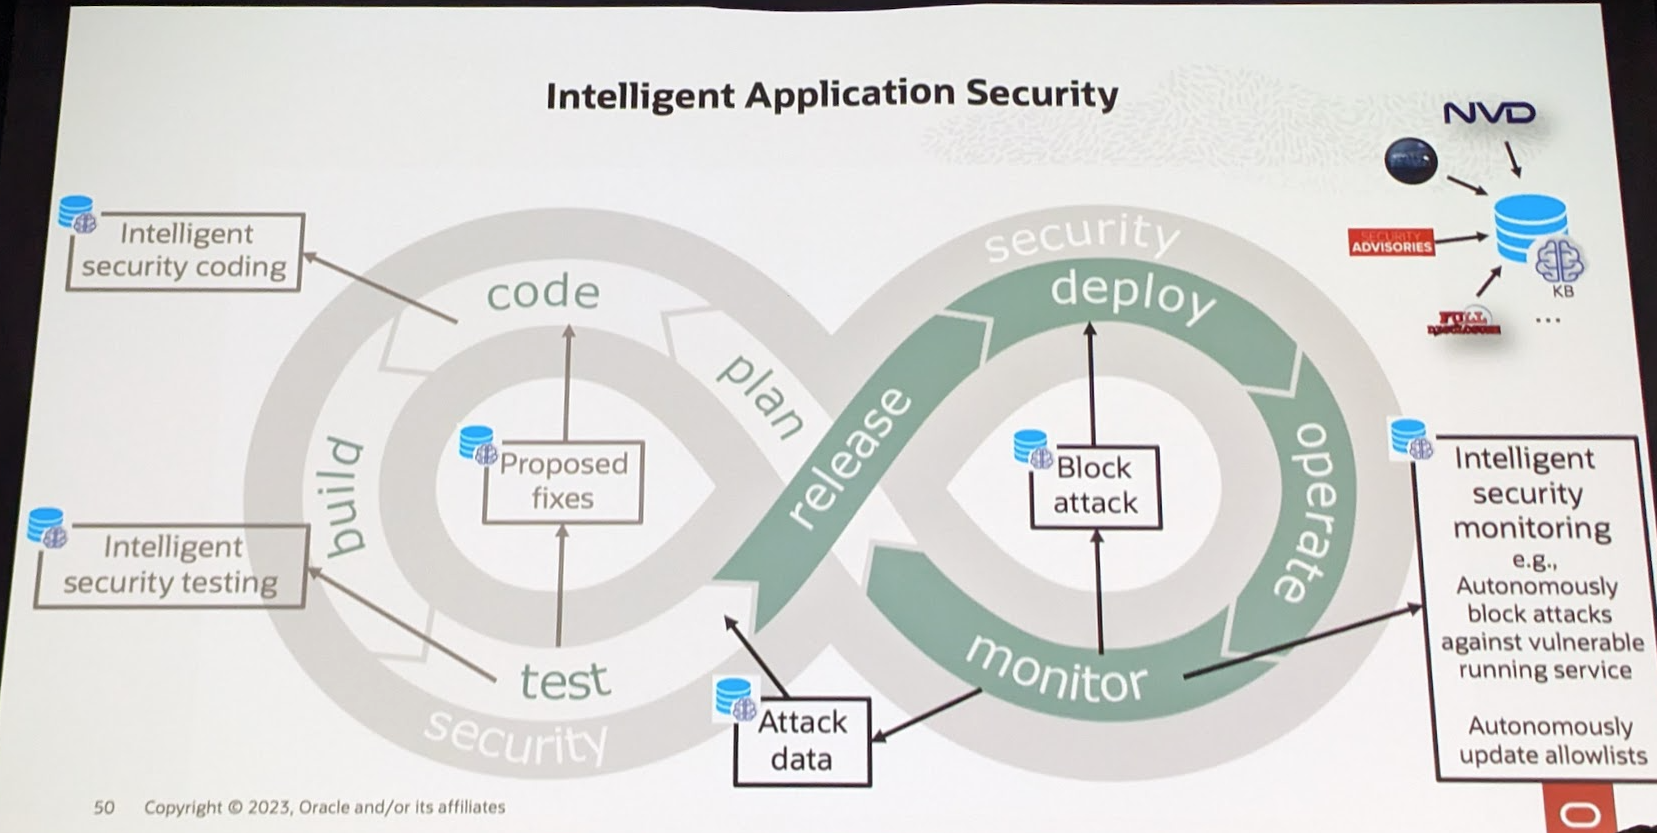 Intelligent Application Security
NVD
SECURITY
ADVISORIES
FULL
DISCLOSURE
KB
...
Intelligent
security coding
code
plan
build
Proposed
fixes
Intelligent
security testing
test
security
release
security
deploy
operate
monitor
Block
attack
Attack
data
Intelligent
security
monitoring
e.g.,
Autonomously
block attacks
against vulnerable
running service
Autonomously
update allowlists
50 Copyright © 2023, Oracle and/or its affiliates